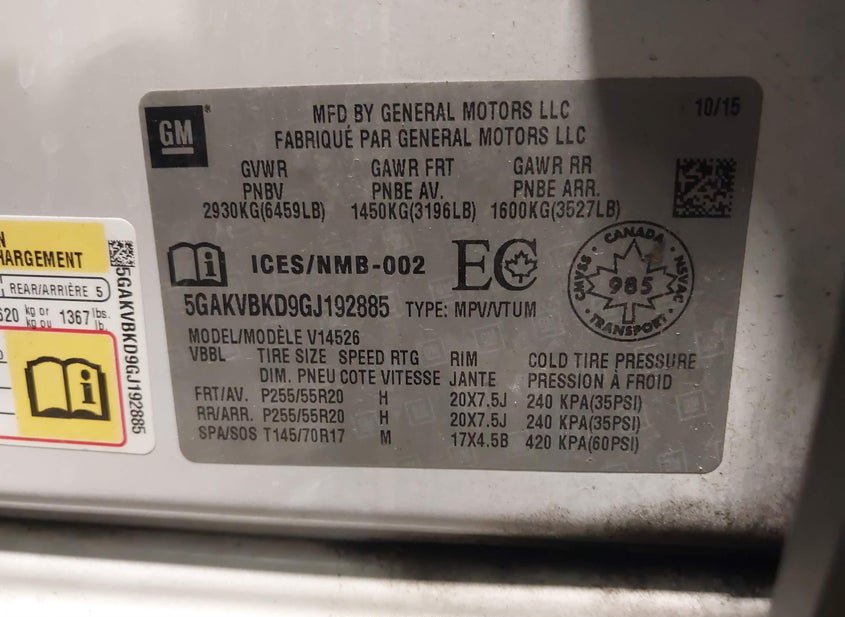 GM
MFD BY GENERAL MOTORS LLC
10/15
FABRIQUÉ PAR GENERAL MOTORS LLC
GVWR GAWR FRT GAWR RR
PNBV PNBE AV. PNBE ARR.
2930KG(6459LB) 1450KG(3196LB) 1600KG(3527LB)
i ICES/NMB-002 EC
CANADA
CMVSS 985 NSVAC
TRANSPORT
5GAKVBKD9GJ192885 TYPE: MPV/VTUM
MODEL/MODÈLE V14526
VBBL TIRE SIZE SPEED RTG RIM COLD TIRE PRESSURE
DIM. PNEU COTE VITESSE JANTE PRESSION À FROID
FRT/AV. P255/55R20 H 20X7.5J 240 KPA(35PSI)
RR/ARR. P255/55R20 H 20X7.5J 240 KPA(35PSI)
SPA/SOS T145/70R17 M 17X4.5B 420 KPA(60PSI)
HARGEMENT
REAR/ARRIÈRE 5
620 kg or kg ou 1367 lbs. lb.
i
5GAKVBKD9GJ192885